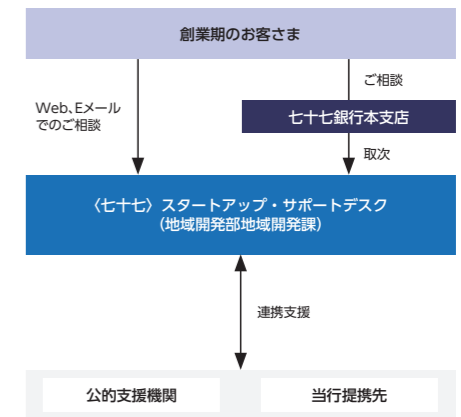 創業期のお客さま
ご相談
Web、Eメール
でのご相談
七十七銀行本支店
取次
〈七十七〉スタートアップ・サポートデスク
(地域開発部地域開発課)
連携支援
公的支援機関
当行提携先